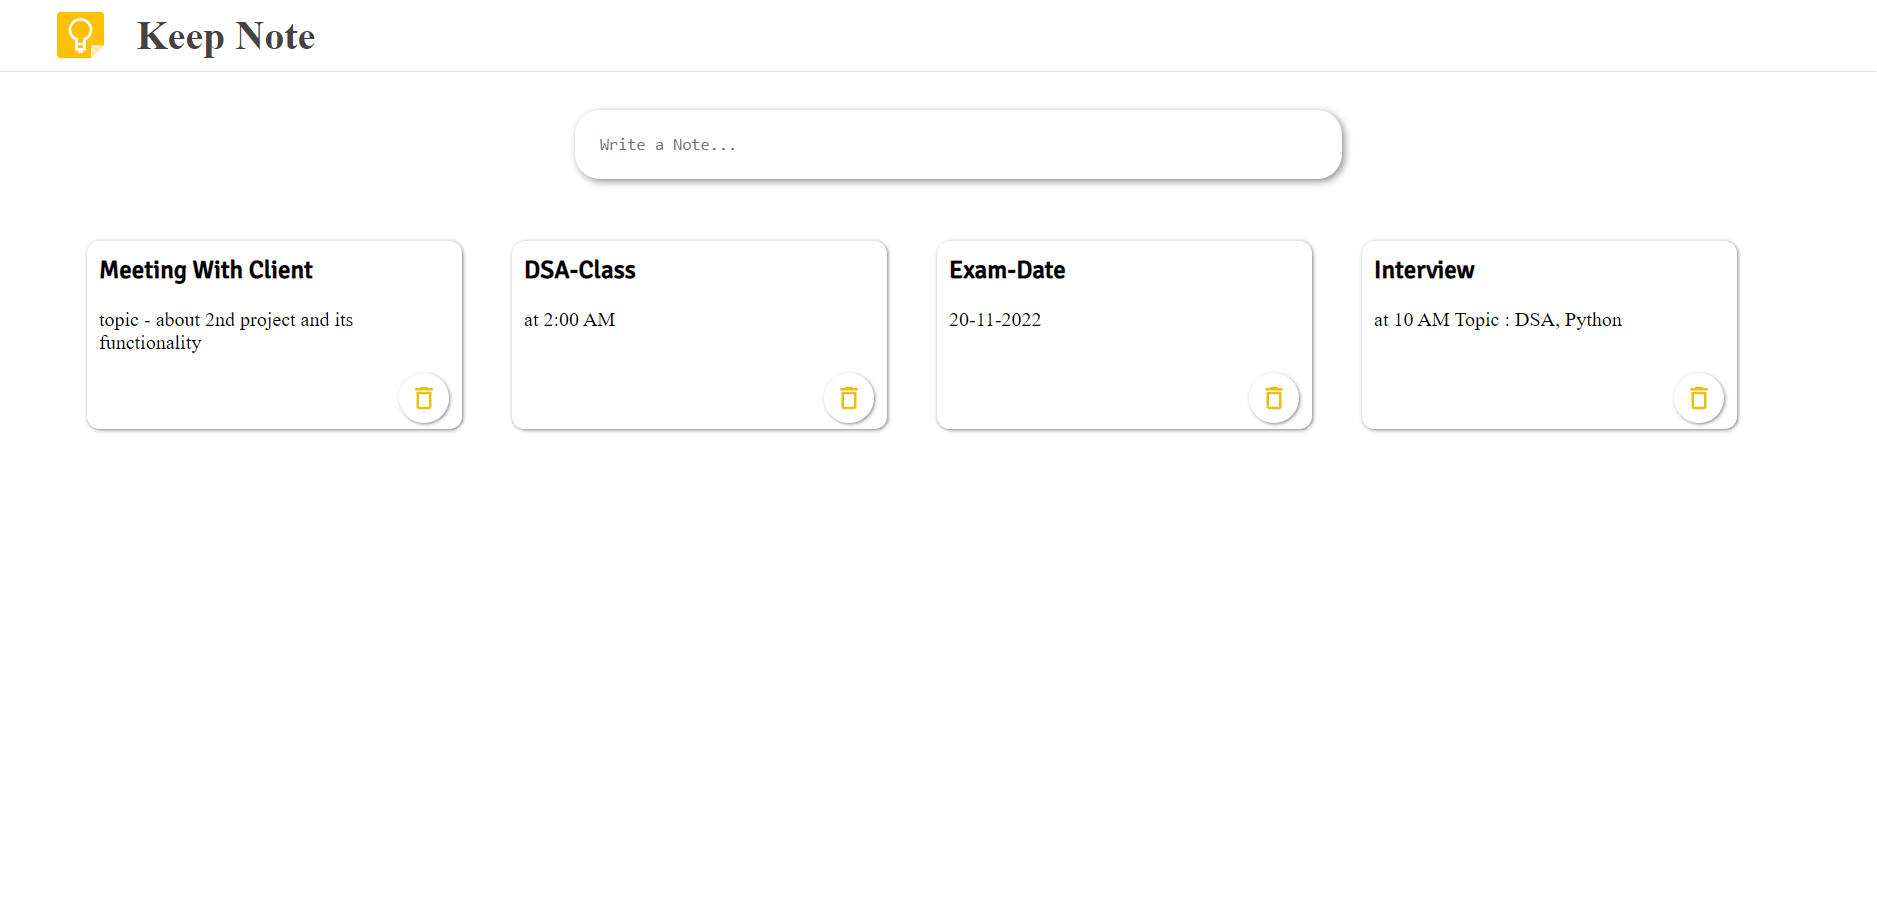 Keep Note
Write a Note...
Meeting With Client
topic - about 2nd project and its
functionality
DSA-Class
at 2:00 AM
Exam-Date
20-11-2022
Interview
at 10 AM Topic : DSA, Python